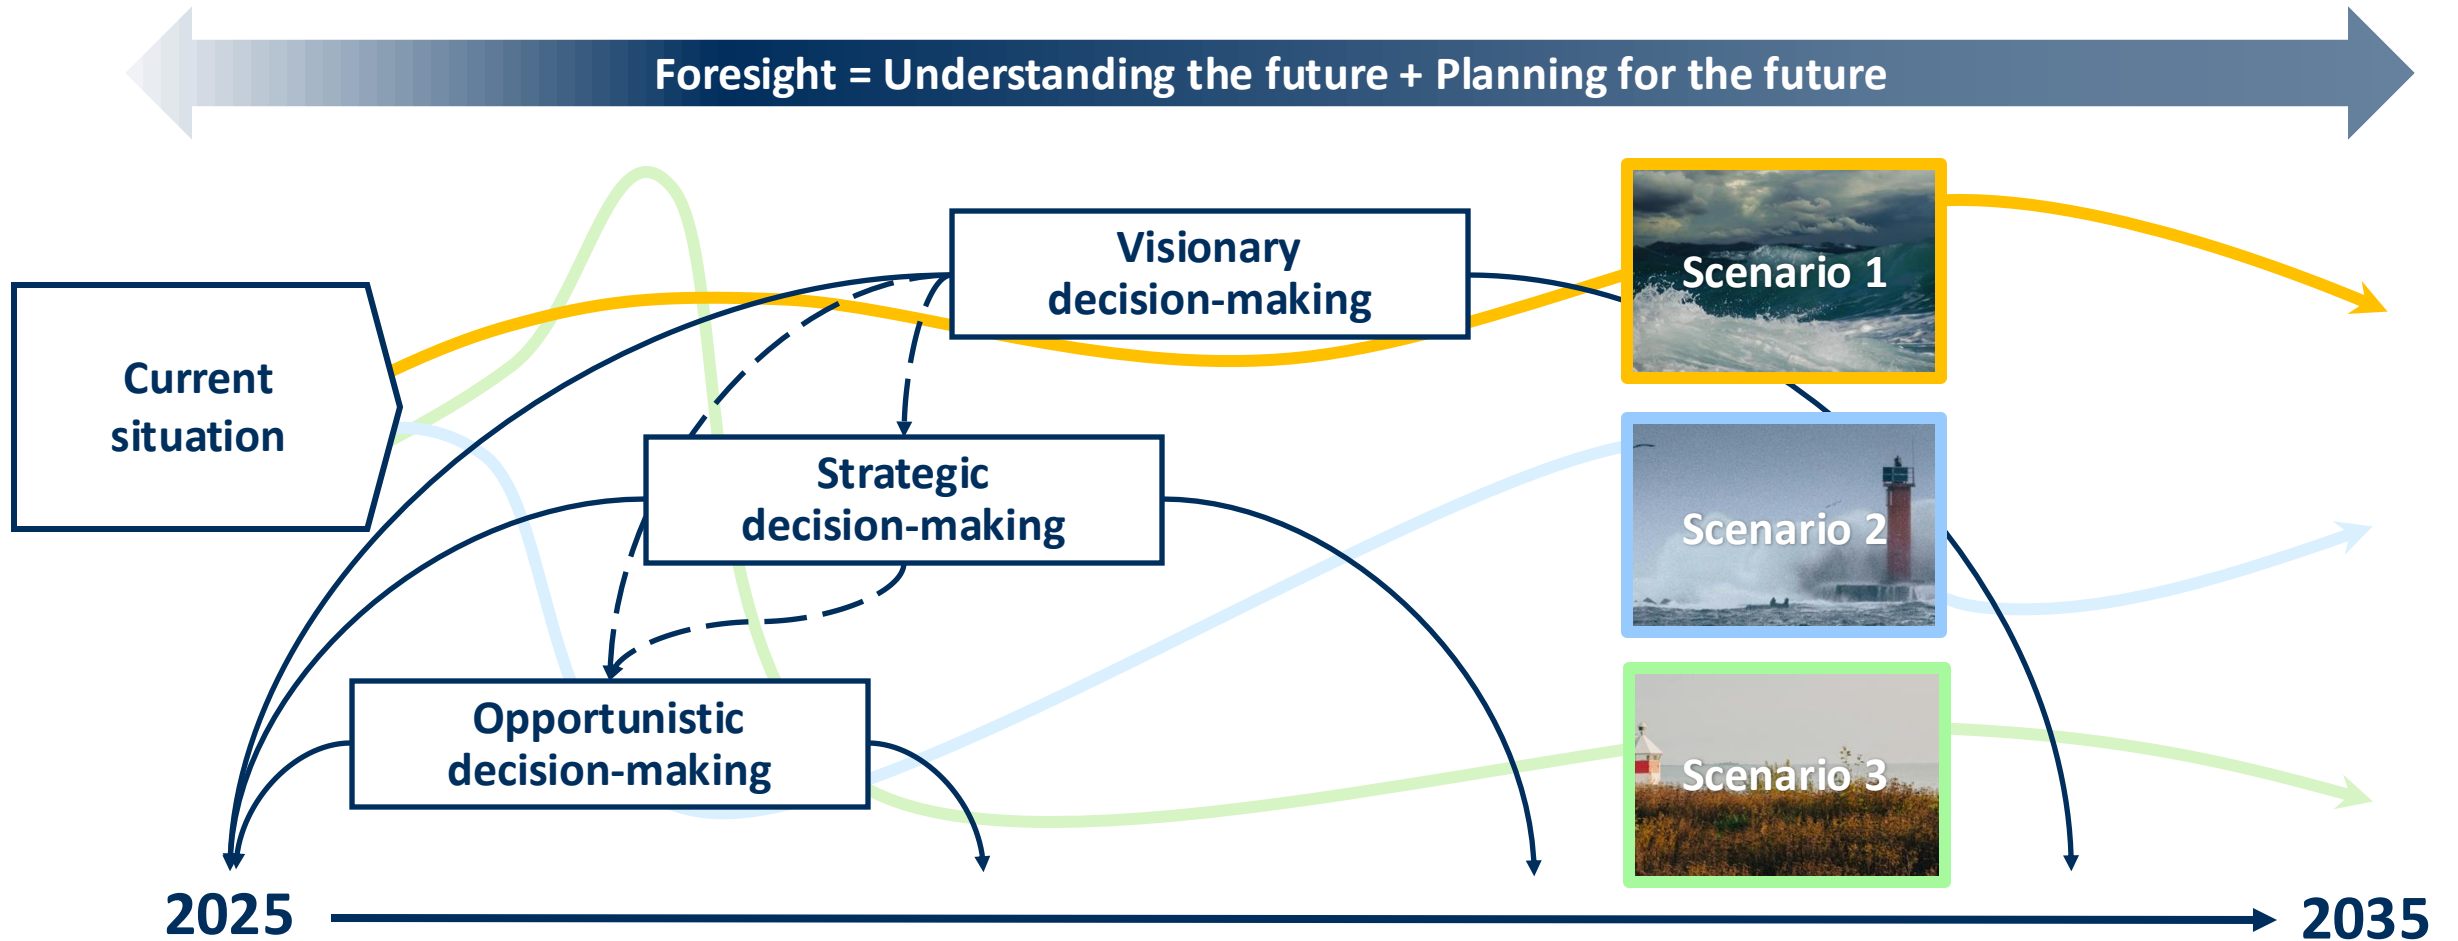 Foresight = Understanding the future + Planning for the future
Current
situation
Visionary
decision-making
Strategic
decision-making
Opportunistic
decision-making
Scenario 1
Scenario 2
Scenario 3
2025
2035